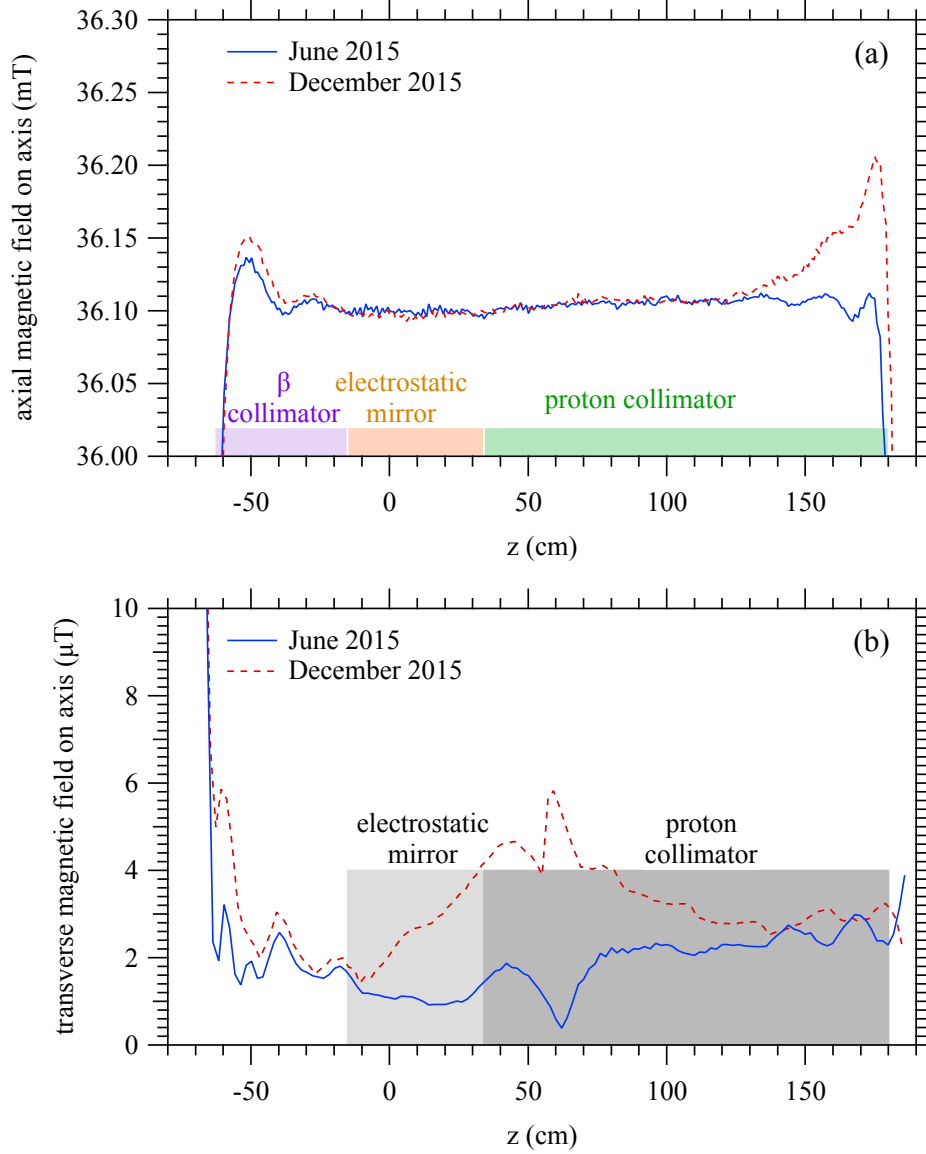 36.30
36.25
36.20
36.15
36.10
36.05
36.00
axial magnetic field on axis (mT)
June 2015
December 2015
(a)
β
collimator
electrostatic
mirror
proton collimator
-50
0
50
100
150
z (cm)
10
8
6
4
2
0
transverse magnetic field on axis (μT)
June 2015
December 2015
(b)
electrostatic
mirror
proton
collimator
-50
0
50
100
150
z (cm)